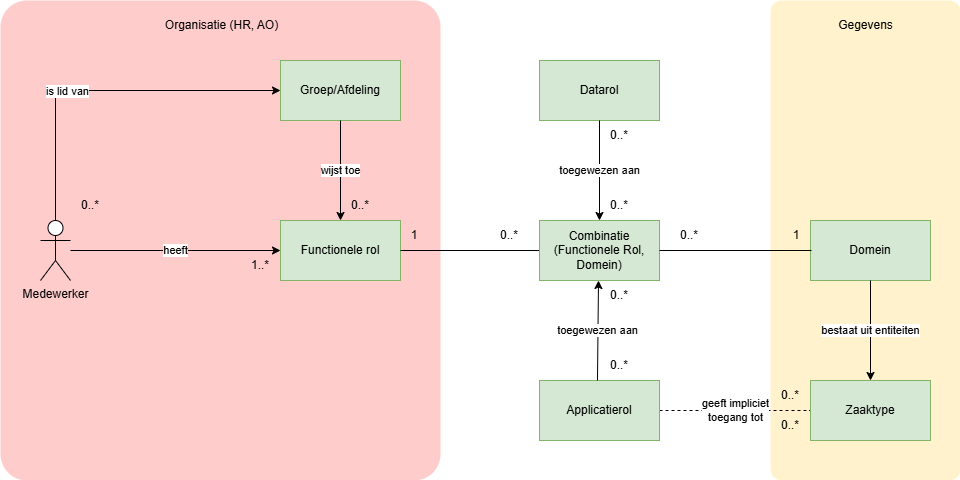 Organisatie (HR, AO)
Gegevens
is lid van
Groep/Afdeling
Datarol
0..*
wijst toe
toegewezen aan
0..*
0..*
0..*
Medewerker
heeft
1..*
Functionele rol
1
0..*
Combinatie
(Functionele Rol,
Domein)
0..*
1
Domein
0..*
toegewezen aan
bestaat uit entiteiten
0..*
Applicatierol
geeft impliciet
toegang tot
0..*
0..*
Zaaktype